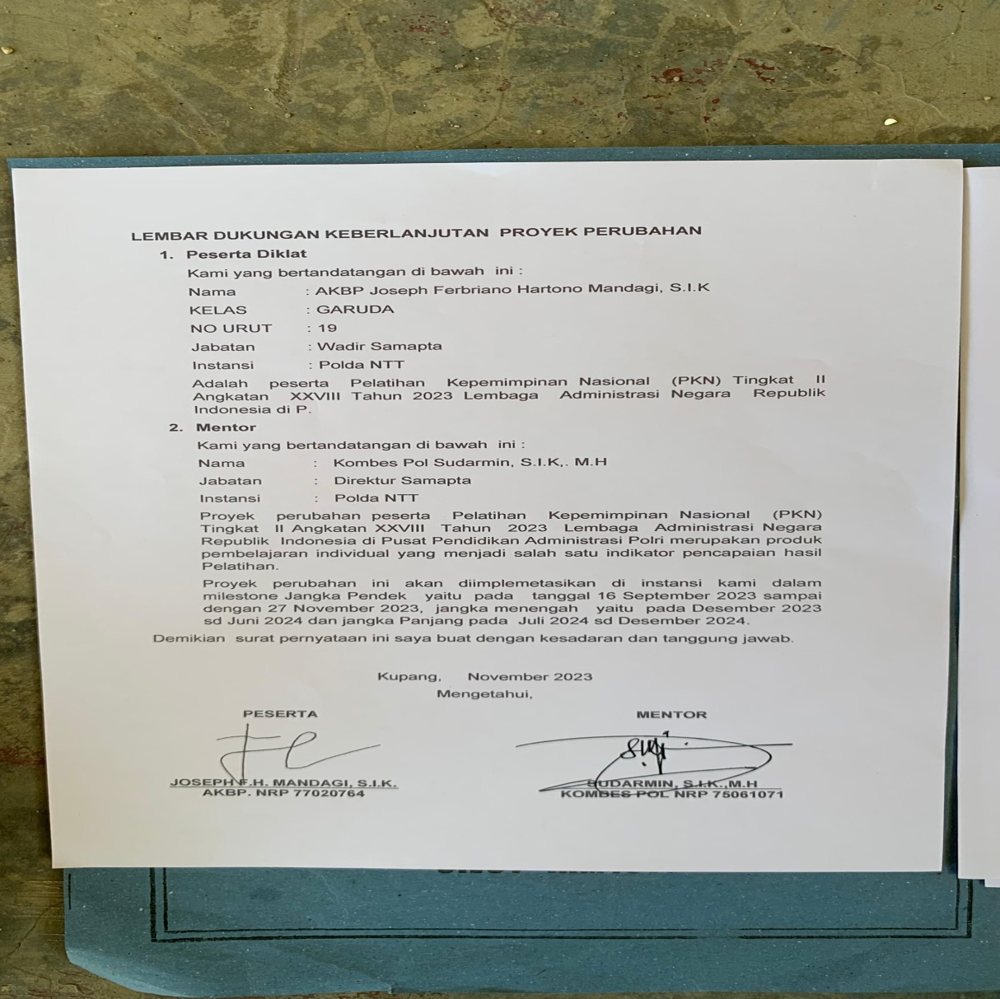 LEMBAR DUKUNGAN KEBERLANJUTAN PROYEK PERUBAHAN
1. Peserta Diklat
Kami yang bertandatangan di bawah ini :
Nama : AKBP Joseph Ferbriano Hartono Mandagi, S.I.K
KELAS : GARUDA
NO URUT : 19
Jabatan : Wadir Samapta
Instansi : Polda NTT
Adalah peserta Pelatihan Kepemimpinan Nasional (PKN) Tingkat II
Angkatan XXVIII Tahun 2023 Lembaga Administrasi Negara Republik
Indonesia di P.
2. Mentor
Kami yang bertandatangan di bawah ini :
Nama : Kombes Pol Sudarmin, S.I.K,. M.H
Jabatan : Direktur Samapta
Instansi : Polda NTT
Proyek perubahan peserta Pelatihan Kepemimpinan Nasional (PKN)
Tingkat II Angkatan XXVIII Tahun 2023 Lembaga Administrasi Negara
Republik Indonesia di Pusat Pendidikan Administrasi Polri merupakan produk
pembelajaran individual yang menjadi salah satu indikator pencapaian hasil
Pelatihan.
Proyek perubahan ini akan diimplemetasikan di instansi kami dalam
milestone Jangka Pendek yaitu pada tanggal 16 September 2023 sampai
dengan 27 November 2023, jangka menengah yaitu pada Desember 2023
sd Juni 2024 dan jangka Panjang pada Juli 2024 sd Desember 2024.
Demikian surat pernyataan ini saya buat dengan kesadaran dan tanggung jawab.
Kupang, November 2023
Mengetahui,
PESERTA
JOSEPH F.H. MANDAGI, S.I.K.
AKBP. NRP 77020764
MENTOR
SUDARMIN, S.I.K.,M.H
KOMBES POL NRP 75061071